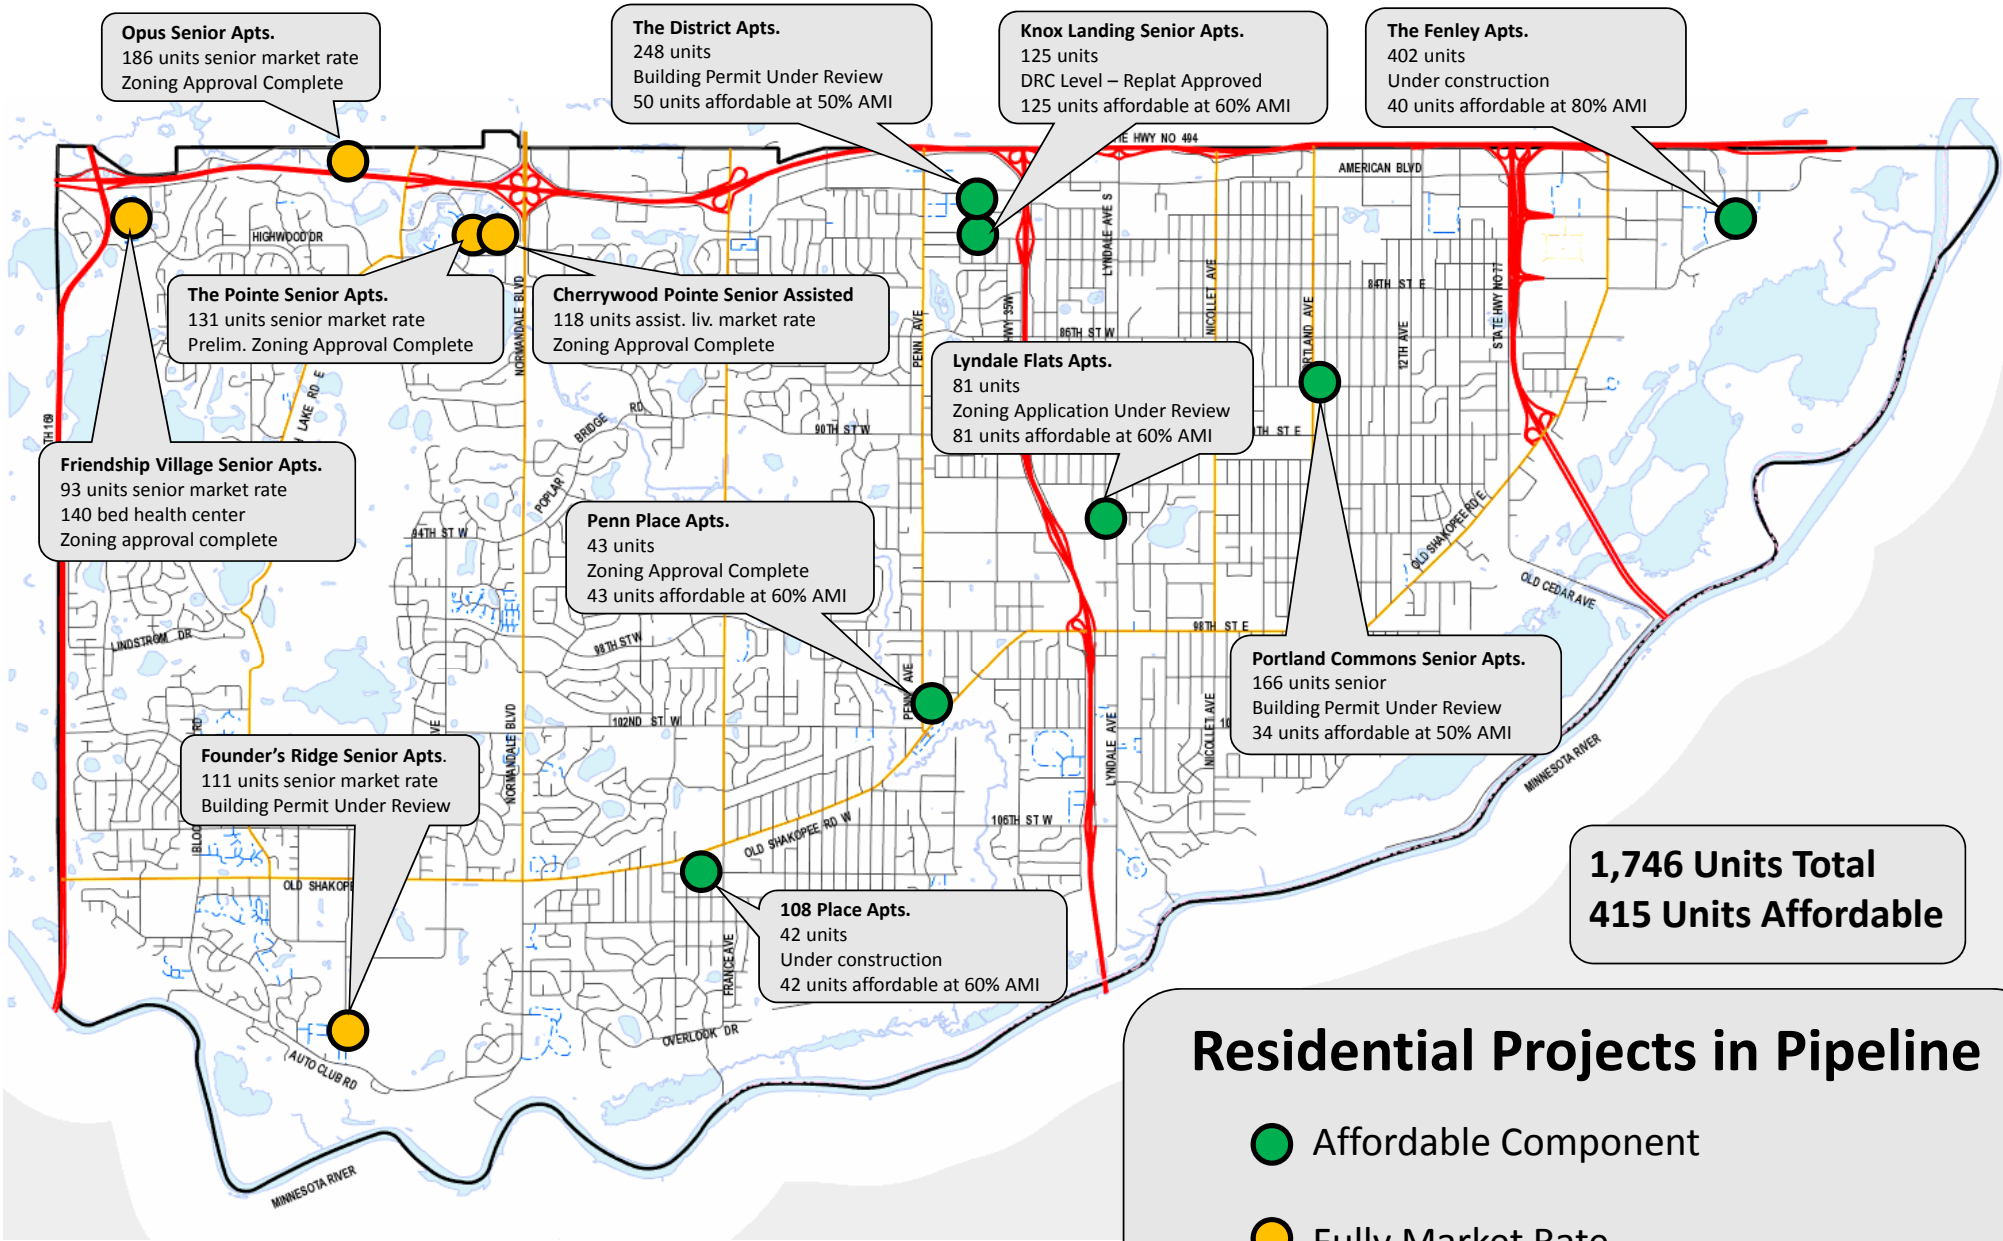 Opus Senior Apts.
186 units senior market rate
Zoning Approval Complete
The District Apts.
248 units
Building Permit Under Review
50 units affordable at 50% AMI
Knox Landing Senior Apts.
125 units
DRC Level – Replat Approved
125 units affordable at 60% AMI
The Fenley Apts.
402 units
Under construction
40 units affordable at 80% AMI
HWY NO 494
AMERICAN BLVD
HIGHWOOD DR
LYNDALE AVE S
84TH ST E
The Pointe Senior Apts.
131 units senior market rate
Prelim. Zoning Approval Complete
NORMANDALE BLVD
Cherrywood Pointe Senior Assisted
118 units assist. liv. market rate
Zoning Approval Complete
PENN AVE
HWY 35W
86TH ST W
NICOLLET AVE
12TH AVE
STATE HWY NO 77
Lyndale Flats Apts.
81 units
Zoning Application Under Review
81 units affordable at 60% AMI
LAKE RD E
TH 169
POPLAR BRIDGE RD
90TH ST W
Friendship Village Senior Apts.
93 units senior market rate
140 bed health center
Zoning approval complete
94TH ST W
Penn Place Apts.
43 units
Zoning Approval Complete
43 units affordable at 60% AMI
OLD SHAKOPEE RD E
OLD CEDAR AVE
LINDSTROM DR
98TH ST W
98TH ST E
Portland Commons Senior Apts.
166 units senior
Building Permit Under Review
34 units affordable at 50% AMI
102ND ST W
NORMANDALE BLVD
LYNDALE AVE
NICOLLET AVE
MINNESOTA RIVER
Founder's Ridge Senior Apts.
111 units senior market rate
Building Permit Under Review
106TH ST W
OLD SHAKOPEE RD W
1,746 Units Total
415 Units Affordable
108 Place Apts.
42 units
Under construction
42 units affordable at 60% AMI
FRANCE AVE
OVERLOOK DR
AUTO CLUB RD
MINNESOTA RIVER
Residential Projects in Pipeline
Affordable Component
Fully Market Rate